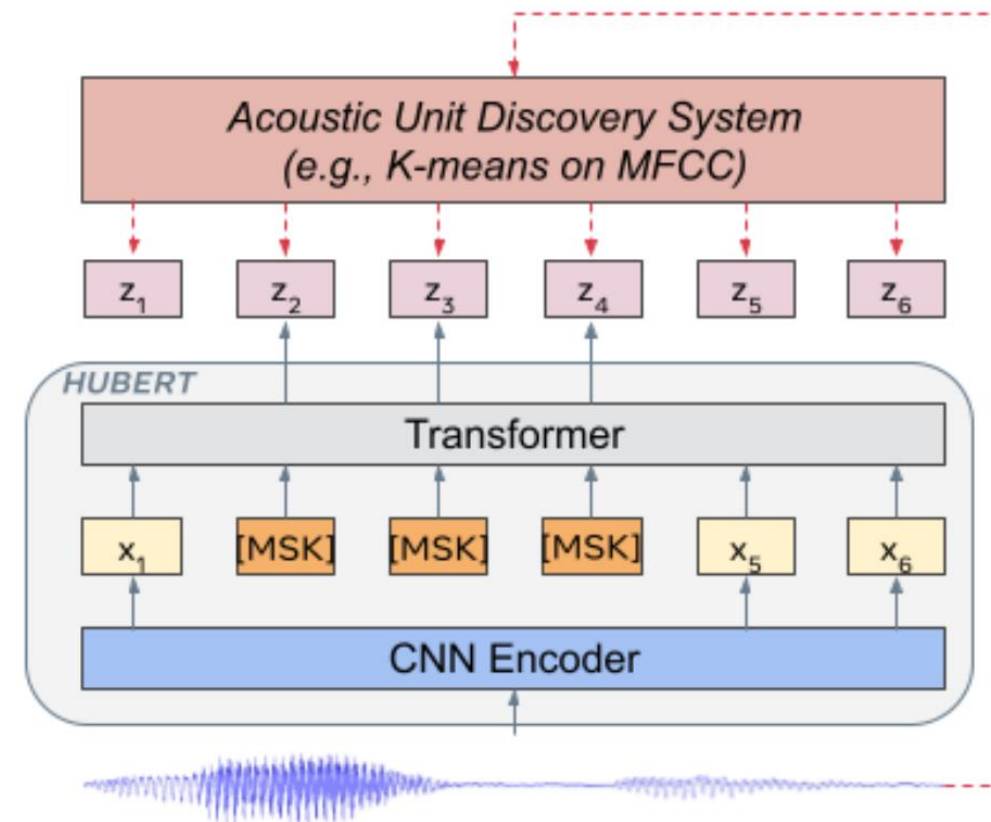 Acoustic Unit Discovery System
(e.g., K-means on MFCC)
z1 z2 z3 z4 z5 z6
HUBERT
Transformer
x1 [MSK] [MSK] [MSK] x5 x6
CNN Encoder